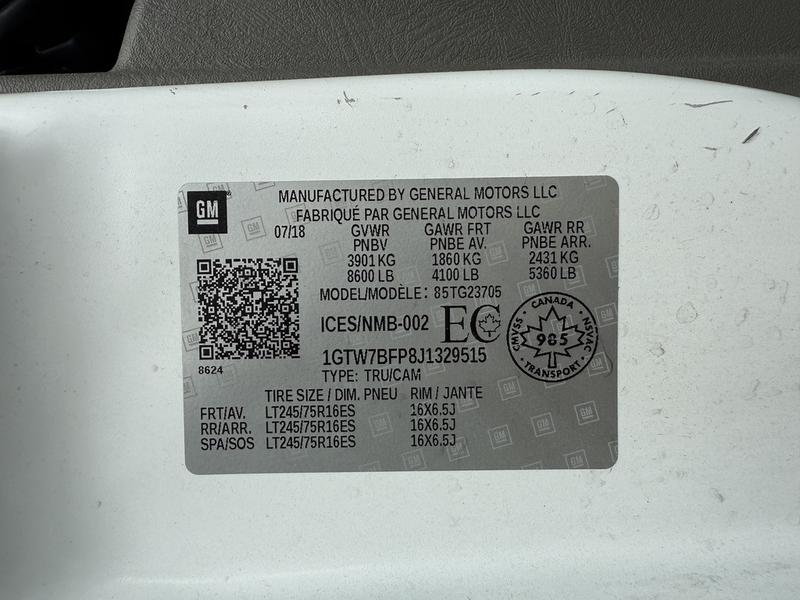 GM
MANUFACTURED BY GENERAL MOTORS LLC
FABRIQUÉ PAR GENERAL MOTORS LLC
07/18 GVWR GAWR FRT GAWR RR
PNBV PNBE AV. PNBE ARR.
3901 KG 1860 KG 2431 KG
8600 LB 4100 LB 5360 LB
MODEL/MODÈLE: 85TG23705
ICES/NMB-002 EC
CANADA
CMVSS 985 NSVAC
TRANSPORT
1GTW7BFP8J1329515
8624
TYPE: TRU/CAM
TIRE SIZE / DIM. PNEU RIM / JANTE
FRT/AV. LT245/75R16ES 16X6.5J
RR/ARR. LT245/75R16ES 16X6.5J
SPA/SOS LT245/75R16ES 16X6.5J